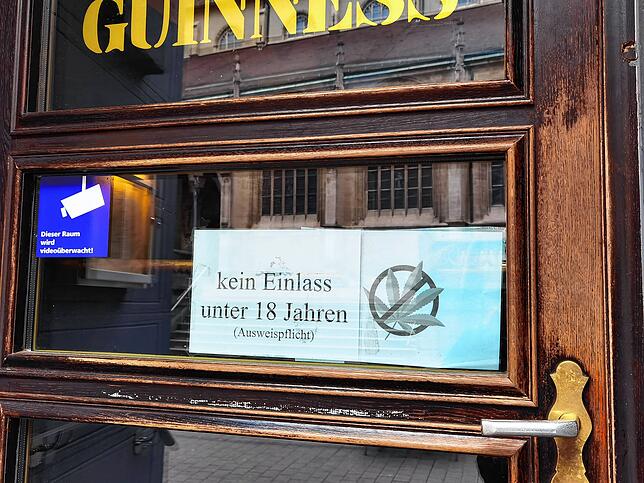 GUINNESS
Dieser Raum
wird
videoüberwacht!
kein Einlass
unter 18 Jahren
(Ausweispflicht)